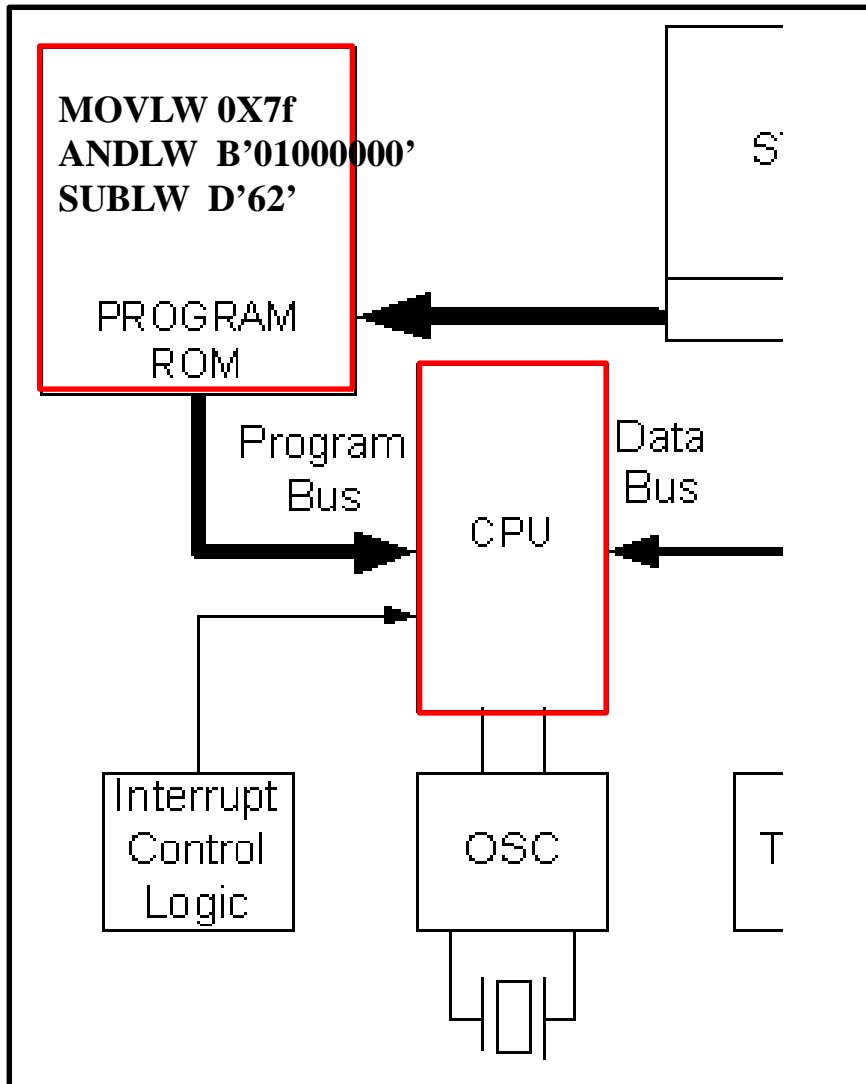 MOVLW 0X7f
ANDLW B’01000000’
SUBLW D’62’
PROGRAM
ROM
Program
Bus
Data
Bus
CPU
Interrupt
Control
Logic
OSC